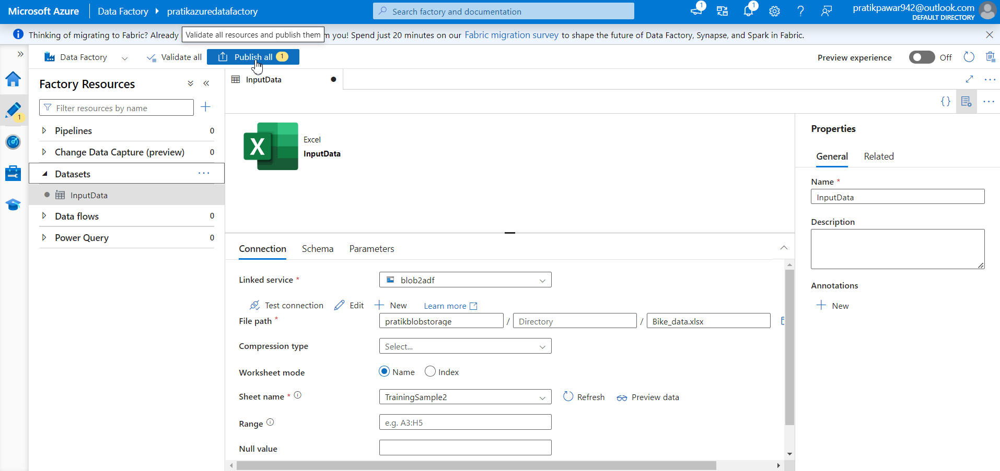 Microsoft Azure Data Factory pratikazuredatafactory Search factory and documentation 1 1 pratikpawar942@outlook.com
DEFAULT DIRECTORY
Thinking of migrating to Fabric? Already Validate all resources and publish them m you! Spend just 20 minutes on our Fabric migration survey to shape the future of Data Factory, Synapse, and Spark in Fabric.
Data Factory Validate all Publish all 1 Preview experience Off
Factory Resources InputData
Filter resources by name
1
Pipelines 0
Change Data Capture (preview) 0
Datasets
InputData
Data flows 0
Power Query 0
X Excel
InputData
Connection Schema Parameters
Linked service * blob2adf
Test connection Edit New Learn more
File path * pratikblobstorage / Directory / Bike_data.xlsx
Compression type Select...
Worksheet mode Name Index
Sheet name * TrainingSample2 Refresh Preview data
Range e.g. A3:H5
Null value
Properties
General Related
Name *
InputData
Description
Annotations
New